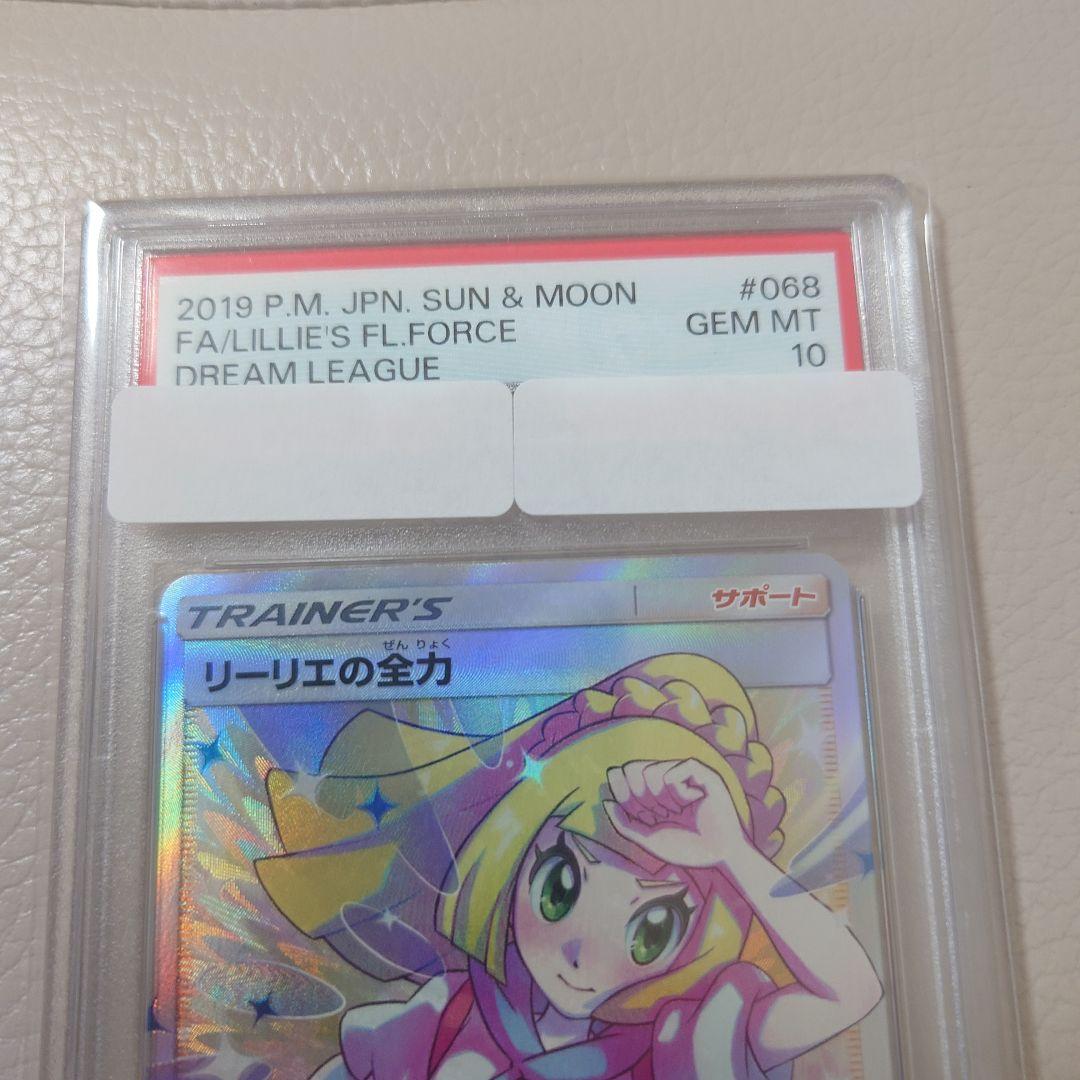 2019 P.M. JPN. SUN & MOON #068
FA/LILLIE'S FL.FORCE GEM MT
DREAM LEAGUE 10
TRAINER'S サポート
ぜんりょく
リーリエの全力